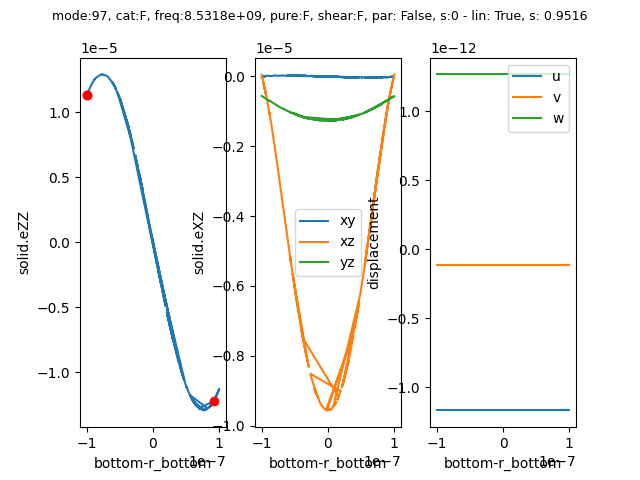 mode:97, cat:F, freq:8.5318e+09, pure:F, shear:F, par: False, s:0 - lin: True, s: 0.9516
1e−5
1.0
0.5
0.0
−0.5
−1.0
solid.eZZ
−1
0
1
1e−7
bottom-r_bottom
1e−5
0.0
−0.2
−0.4
−0.6
−0.8
−1.0
solid.eXZ
xy
xz
yz
−1
0
1
1e−7
bottom-r_bottom
1e−12
1.0
0.5
0.0
−0.5
−1.0
displacement
u
v
w
−1
0
1
1e−7
bottom-r_bottom